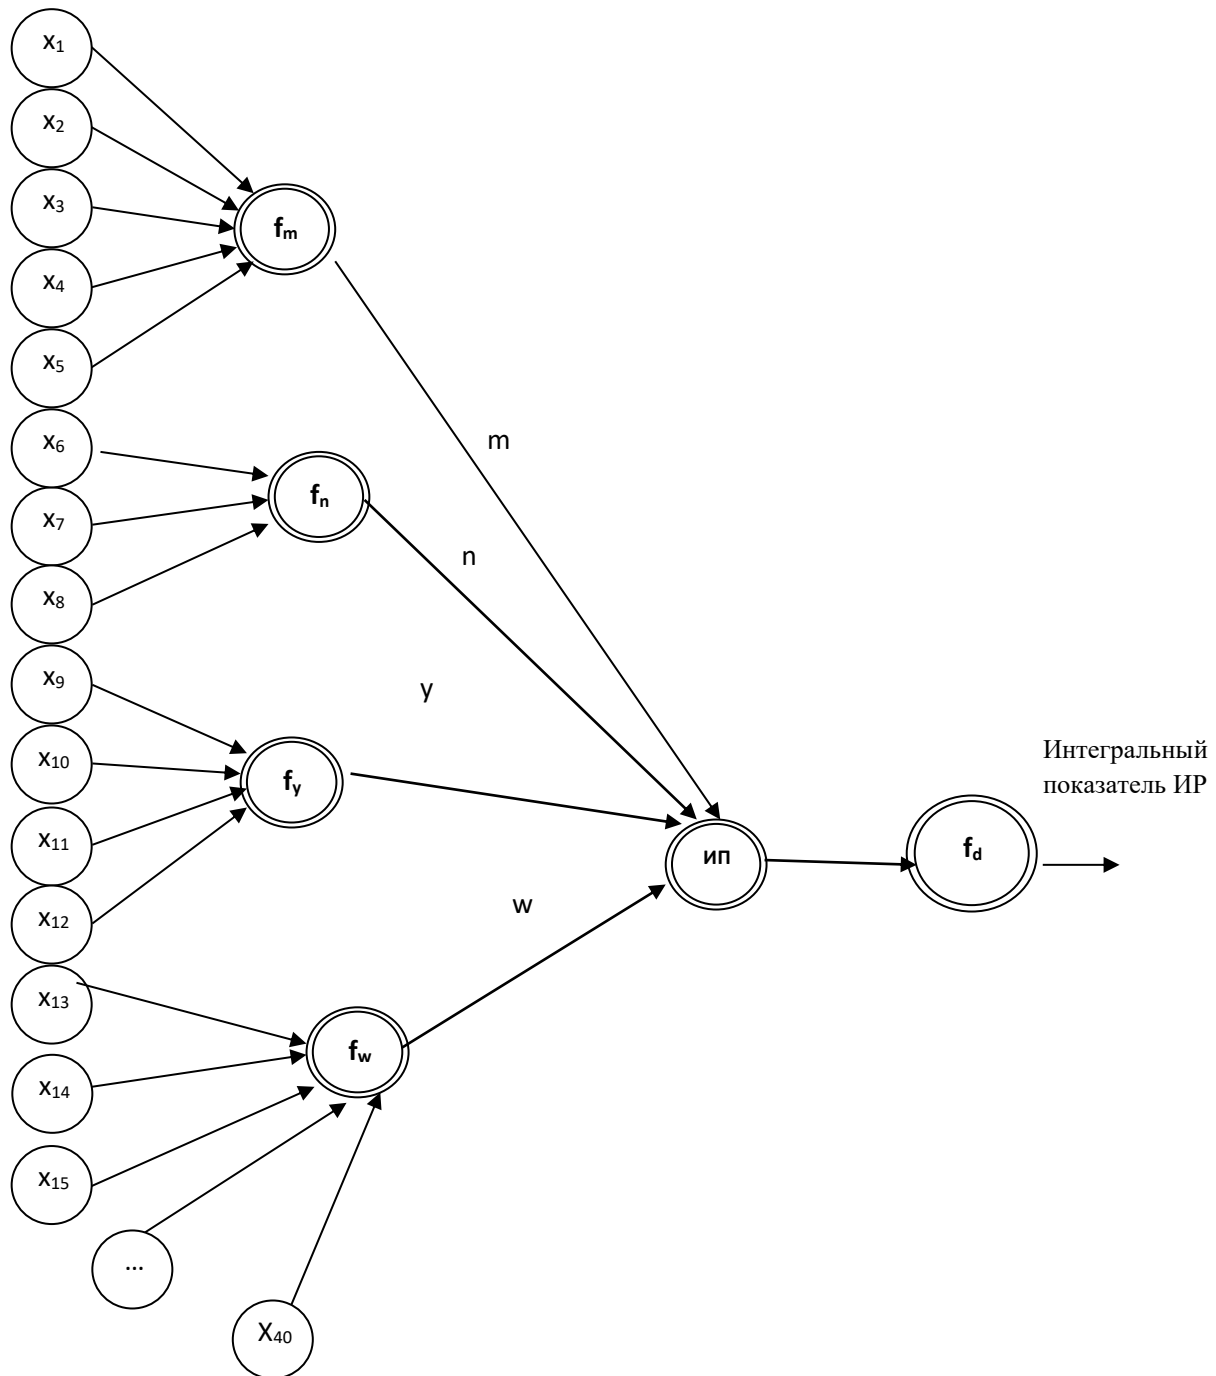 x1
x2
x3
x4
x5
x6
x7
x8
x9
x10
x11
x12
x13
x14
x15
...
X40
fm
fn
fy
fw
m
n
y
w
ИП
fd
Интегральный
показатель ИР